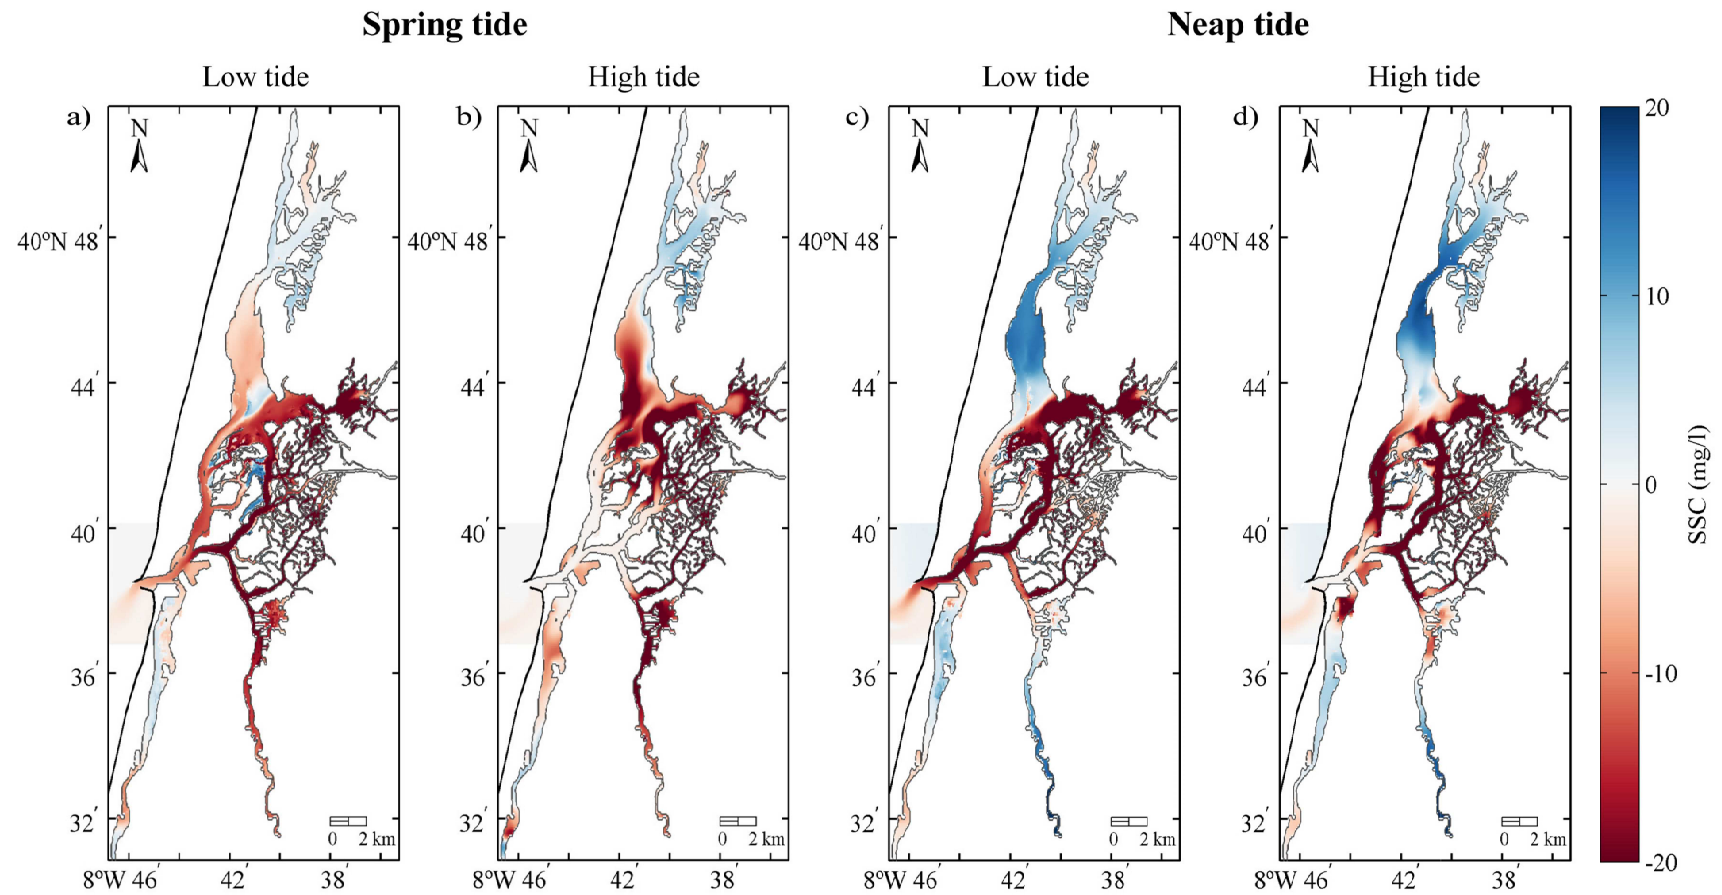 Spring tide Neap tide
Low tide High tide Low tide High tide
a) b) c) d)
N N N N
40ºN 48′ 40ºN 48′ 40ºN 48′ 40ºN 48′
44′ 44′ 44′ 44′
40′ 40′ 40′ 40′
36′ 36′ 36′ 36′
32′ 32′ 32′ 32′
0 2 km 0 2 km 0 2 km 0 2 km
8ºW 46′ 42′ 38′ 8ºW 46′ 42′ 38′ 8ºW 46′ 42′ 38′ 8ºW 46′ 42′ 38′
20
10
0
-10
-20
SSC (mg/l)